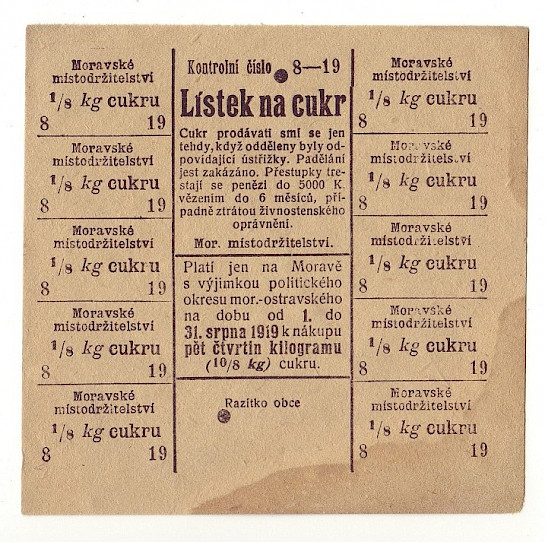 Moravské
místodržitelství
1/8 kg cukru
8 19
Moravské
místodržitelství
1/8 kg cukru
8 19
Moravské
místodržitelství
1/8 kg cukru
8 19
Moravské
místodržitelství
1/8 kg cukru
8 19
Moravské
místodržitelství
1/8 kg cukru
8 19
Kontrolní číslo 8—19
Lístek na cukr
Cukr prodávati smí se jen
tehdy, když odděleny byly od-
povídající ústřižky. Padělání
jest zakázáno. Přestupky tre-
stají se penězi do 5000 K.
vězením do 6 měsíců, pří-
padně ztrátou živnostenského
oprávnění.
Mor. místodržitelství.
Platí jen na Moravě
s výjimkou politického
okresu mor.-ostravského
na dobu od 1. do
31. srpna 1919 k nákupu
pět čtvrtin kilogramu
(10/8 kg) cukru.
Razítko obce
Moravské
místodržitelství
1/8 kg cukru
8 19
Moravské
místodržitelství
1/8 kg cukru
8 19
Moravské
místodržitelství
1/8 kg cukru
8 19
Moravské
místodržitelství
1/8 kg cukru
8 19
Moravské
místodržitelství
1/8 kg cukru
8 19